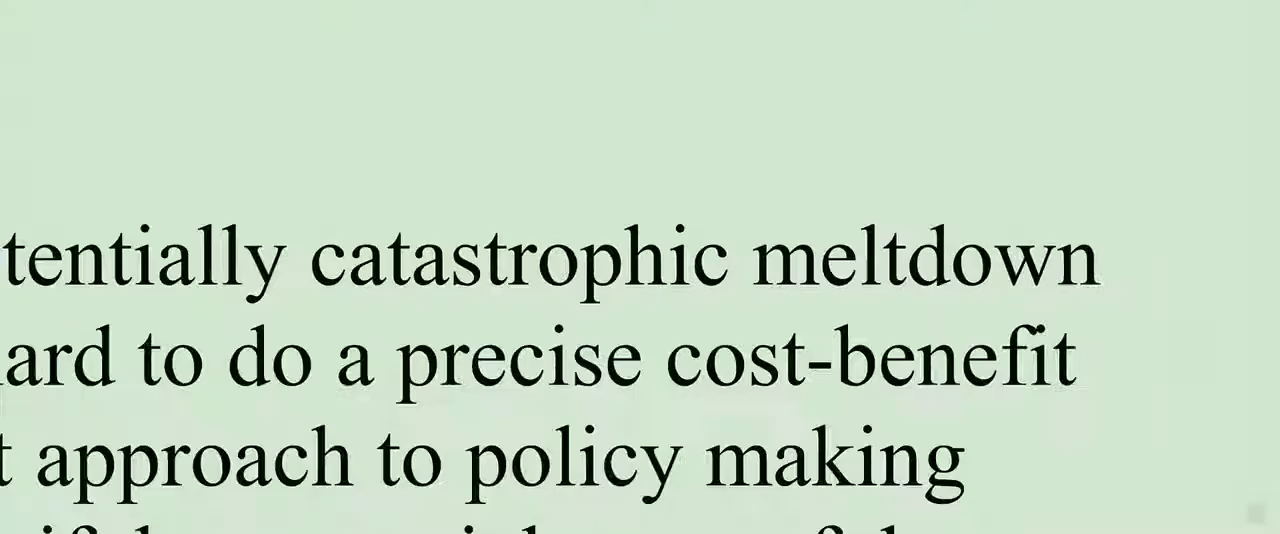 tentially catastrophic meltdown
ard to do a precise cost-benefit
t approach to policy making